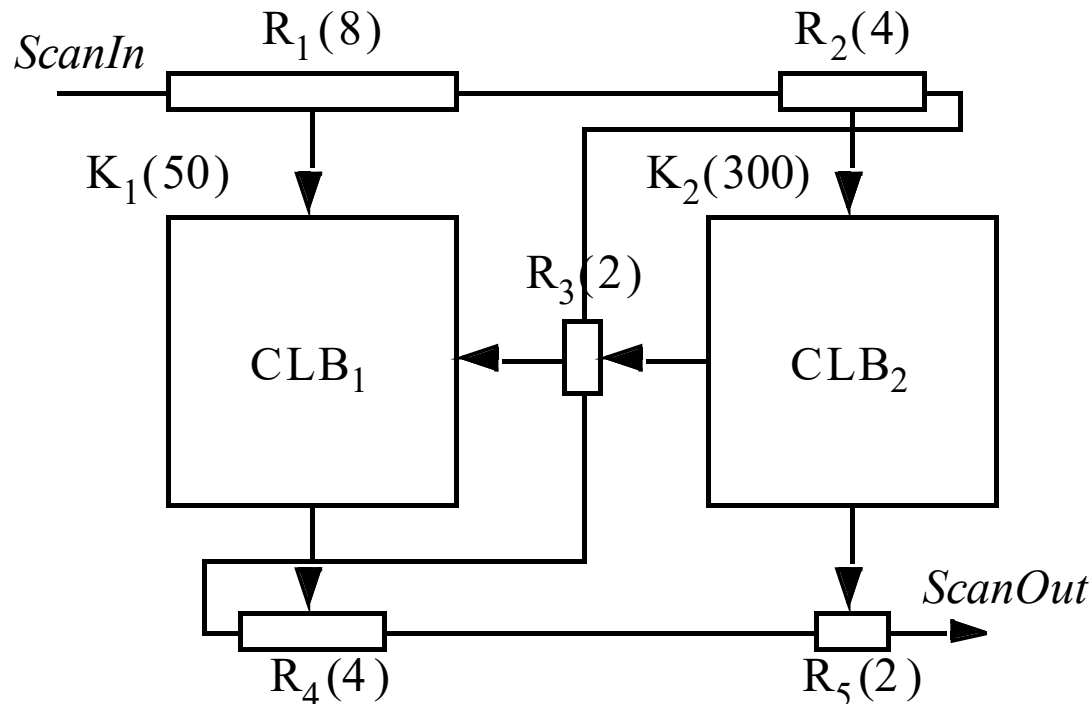 R₁(8)
R₂(4)
ScanIn
K₁(50)
K₂(300)
R₃(2)
CLB₁
CLB₂
ScanOut
R₄(4)
R₅(2)